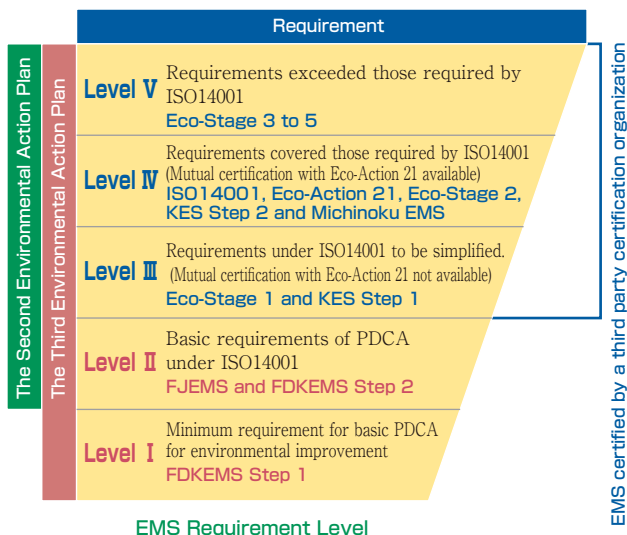 Requirement
The Second Environmental Action Plan
The Third Environmental Action Plan
Level Ⅴ
Requirements exceeded those required by
ISO14001
Eco-Stage 3 to 5
Level Ⅳ
Requirements covered those required by ISO14001
(Mutual certification with Eco-Action 21 available)
ISO14001, Eco-Action 21, Eco-Stage 2,
KES Step 2 and Michinoku EMS
Level Ⅲ
Requirements under ISO14001 to be simplified.
(Mutual certification with Eco-Action 21 not available)
Eco-Stage 1 and KES Step 1
Level Ⅱ
Basic requirements of PDCA
under ISO14001
FJEMS and FDKEMS Step 2
Level Ⅰ
Minimum requirement for basic PDCA
for environmental improvement
FDKEMS Step 1
EMS certified by a third party certification organization
EMS Requirement Level